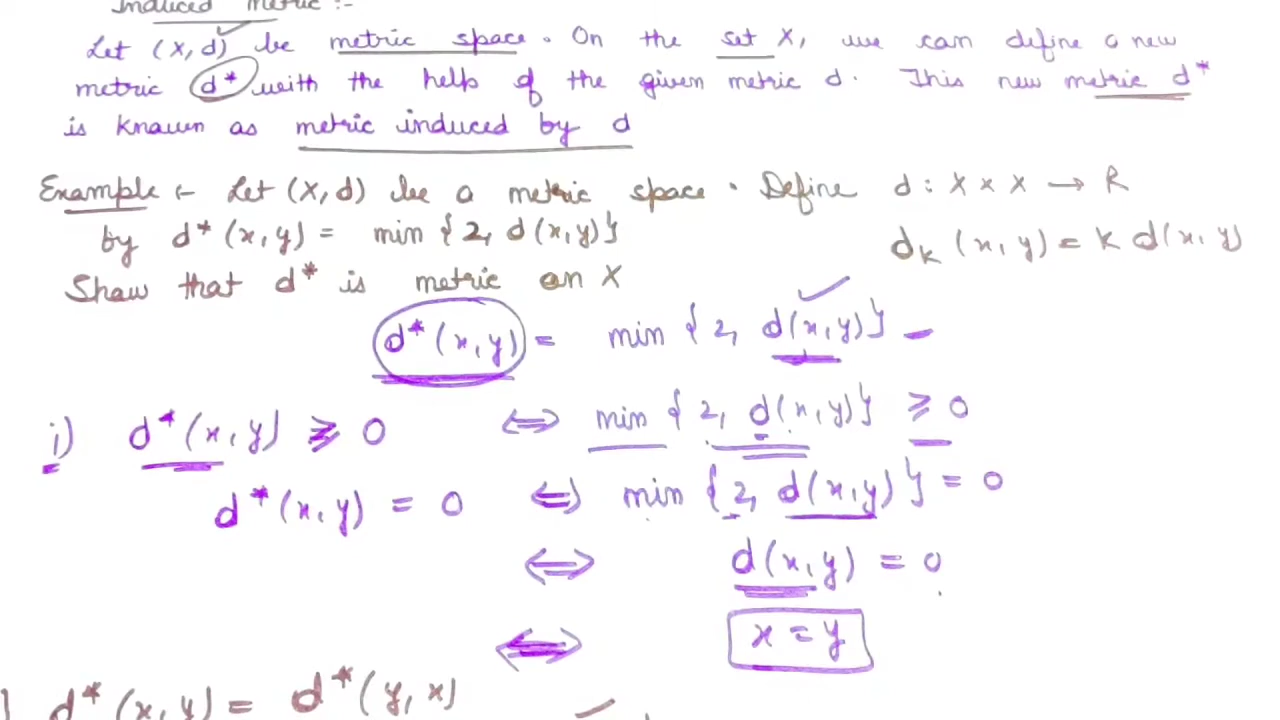 Induced metric :-
Let (X, d) be metric space. On the set X, we can define a new
metric d* with the help of the given metric d. This new metric d*
is known as metric induced by d
Example :- Let (X, d) be a metric space. Define d : X × X → R
by d*(x, y) = min {2, d(x, y)}
dₖ (x, y) = k d(x, y)
Show that d* is metric on X
d*(x, y) = min {2, d(x, y)}
i) d*(x, y) ≥ 0 ⇔ min {2, d(x, y)} ≥ 0
d*(x, y) = 0 ⇔ min {2, d(x, y)} = 0
⇔ d(x, y) = 0
⇔ x = y
d*(x, y) = d*(y, x)